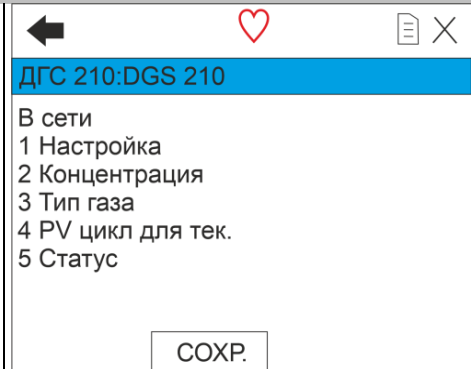 ДГС 210:DGS 210
В сети
1 Настройка
2 Концентрация
3 Тип газа
4 PV цикл для тек.
5 Статус
СОХР.